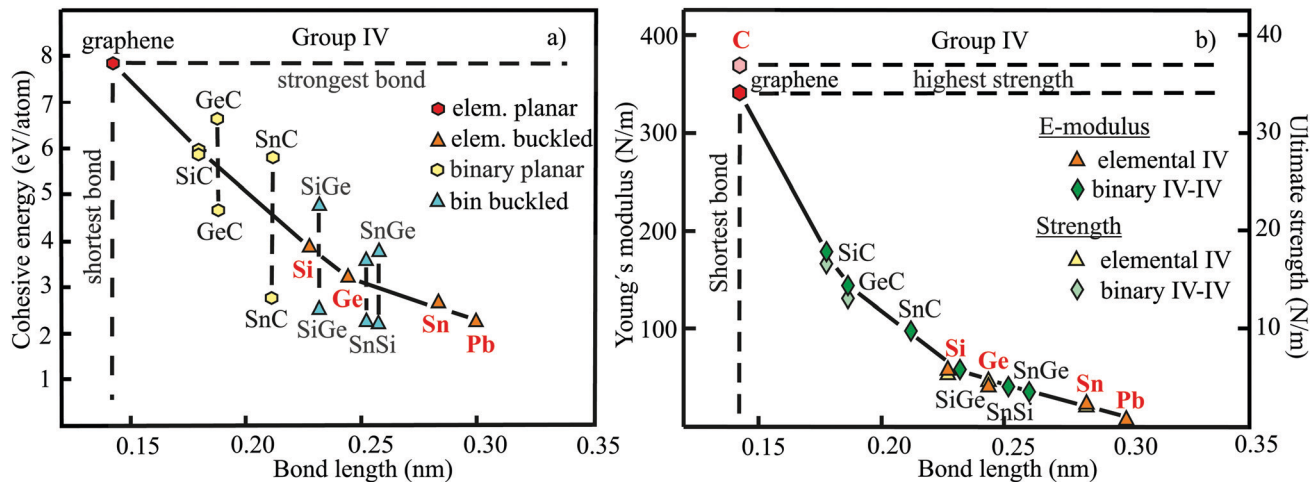 Group IV
a)
graphene
strongest bond
shortest bond
elem. planar
elem. buckled
binary planar
bin buckled
GeC
SnC
SiC
SiGe
SnGe
GeC
Si
Ge
SnC
SiGe
SnSi
Sn
Pb
Cohesive energy (eV/atom)
8
7
6
5
4
3
2
1
0.15
0.20
0.25
0.30
0.35
Bond length (nm)
Group IV
b)
C
graphene
highest strength
Shortest bond
E-modulus
elemental IV
binary IV-IV
Strength
elemental IV
binary IV-IV
SiC
GeC
SnC
Si
Ge
SnGe
SiGe
SnSi
Sn
Pb
Young´s modulus (N/m)
400
300
200
100
Ultimate strength (N/m)
40
30
20
10
0.15
0.20
0.25
0.30
0.35
Bond length (nm)